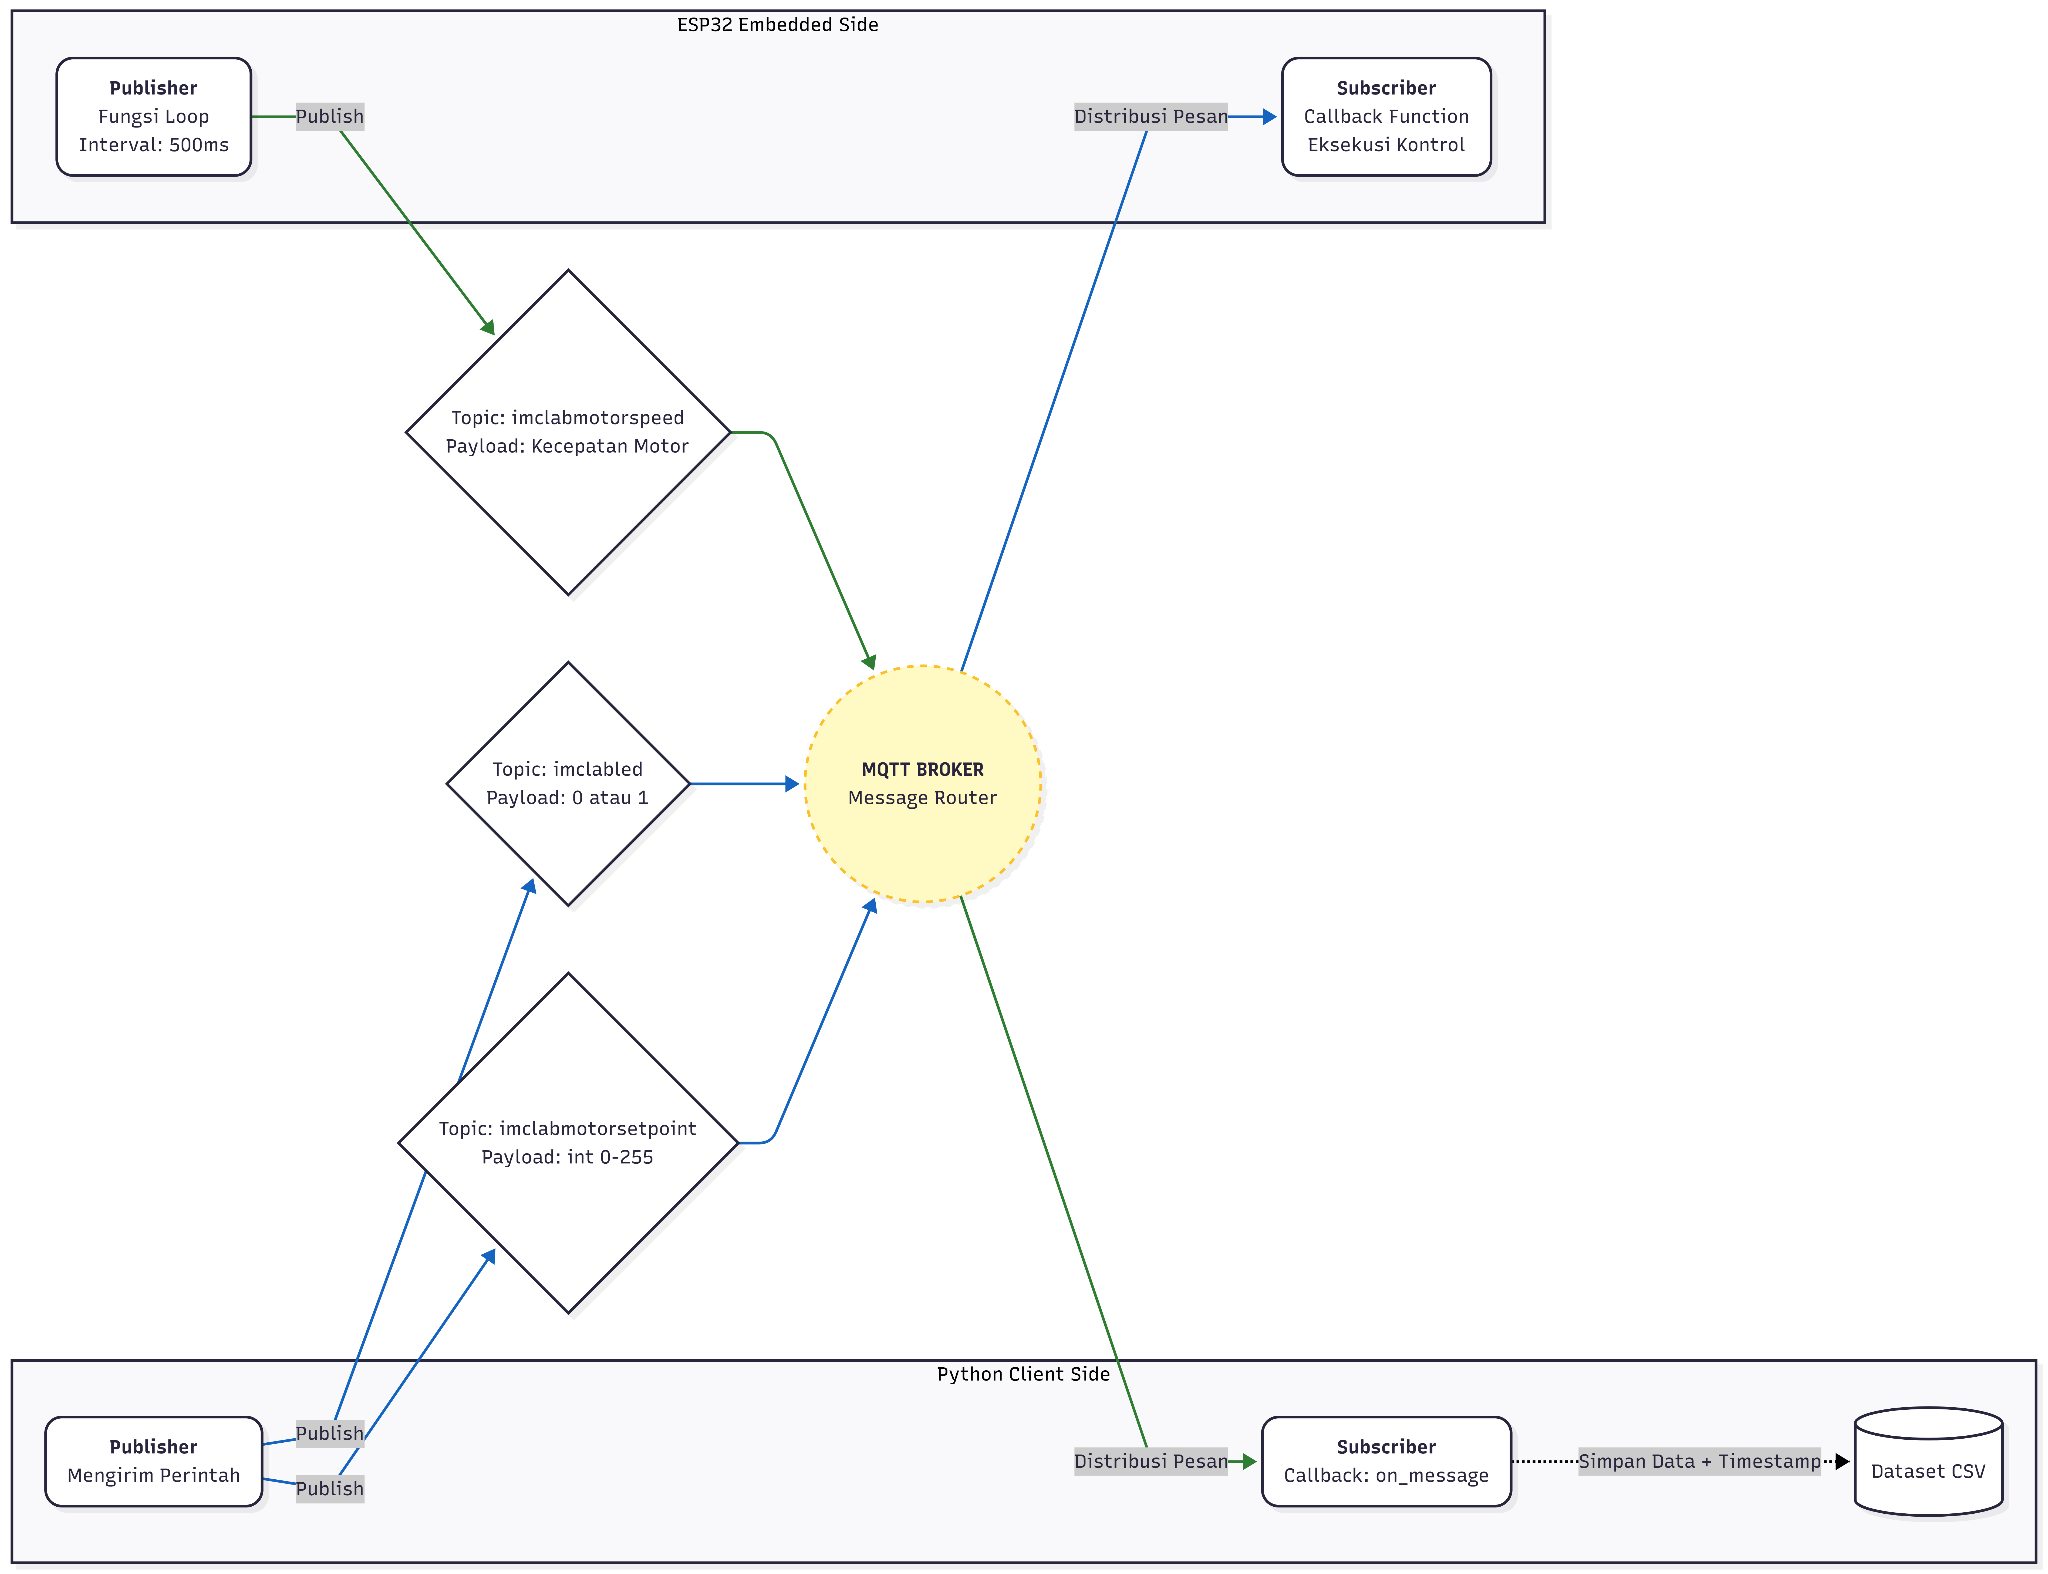 ESP32 Embedded Side
Publisher
Fungsi Loop
Interval: 500ms
Publish
Distribusi Pesan
Subscriber
Callback Function
Eksekusi Kontrol
Topic: imclabmotorspeed
Payload: Kecepatan Motor
Topic: imclabled
Payload: 0 atau 1
MQTT BROKER
Message Router
Topic: imclabmotorsetpoint
Payload: int 0-255
Python Client Side
Publisher
Mengirim Perintah
Publish
Publish
Distribusi Pesan
Subscriber
Callback: on_message
Simpan Data + Timestamp
Dataset CSV